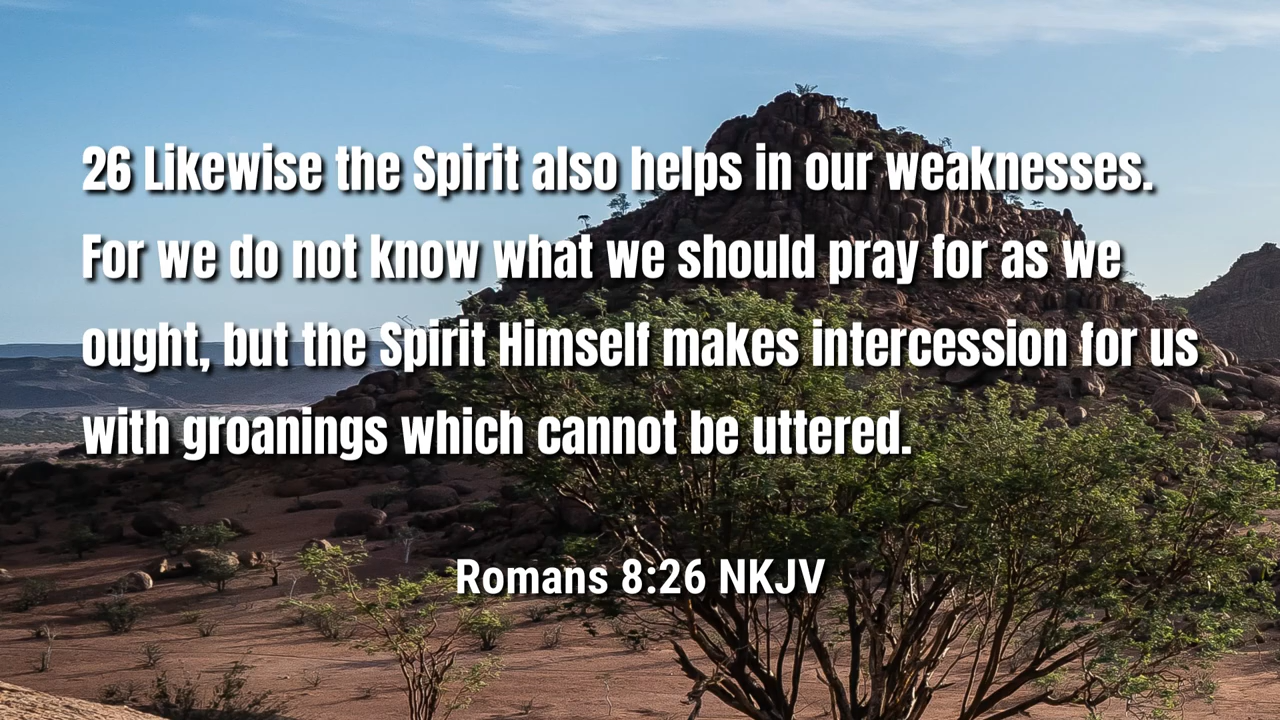 26 Likewise the Spirit also helps in our weaknesses.
For we do not know what we should pray for as we
ought, but the Spirit Himself makes intercession for us
with groanings which cannot be uttered.
Romans 8:26 NKJV